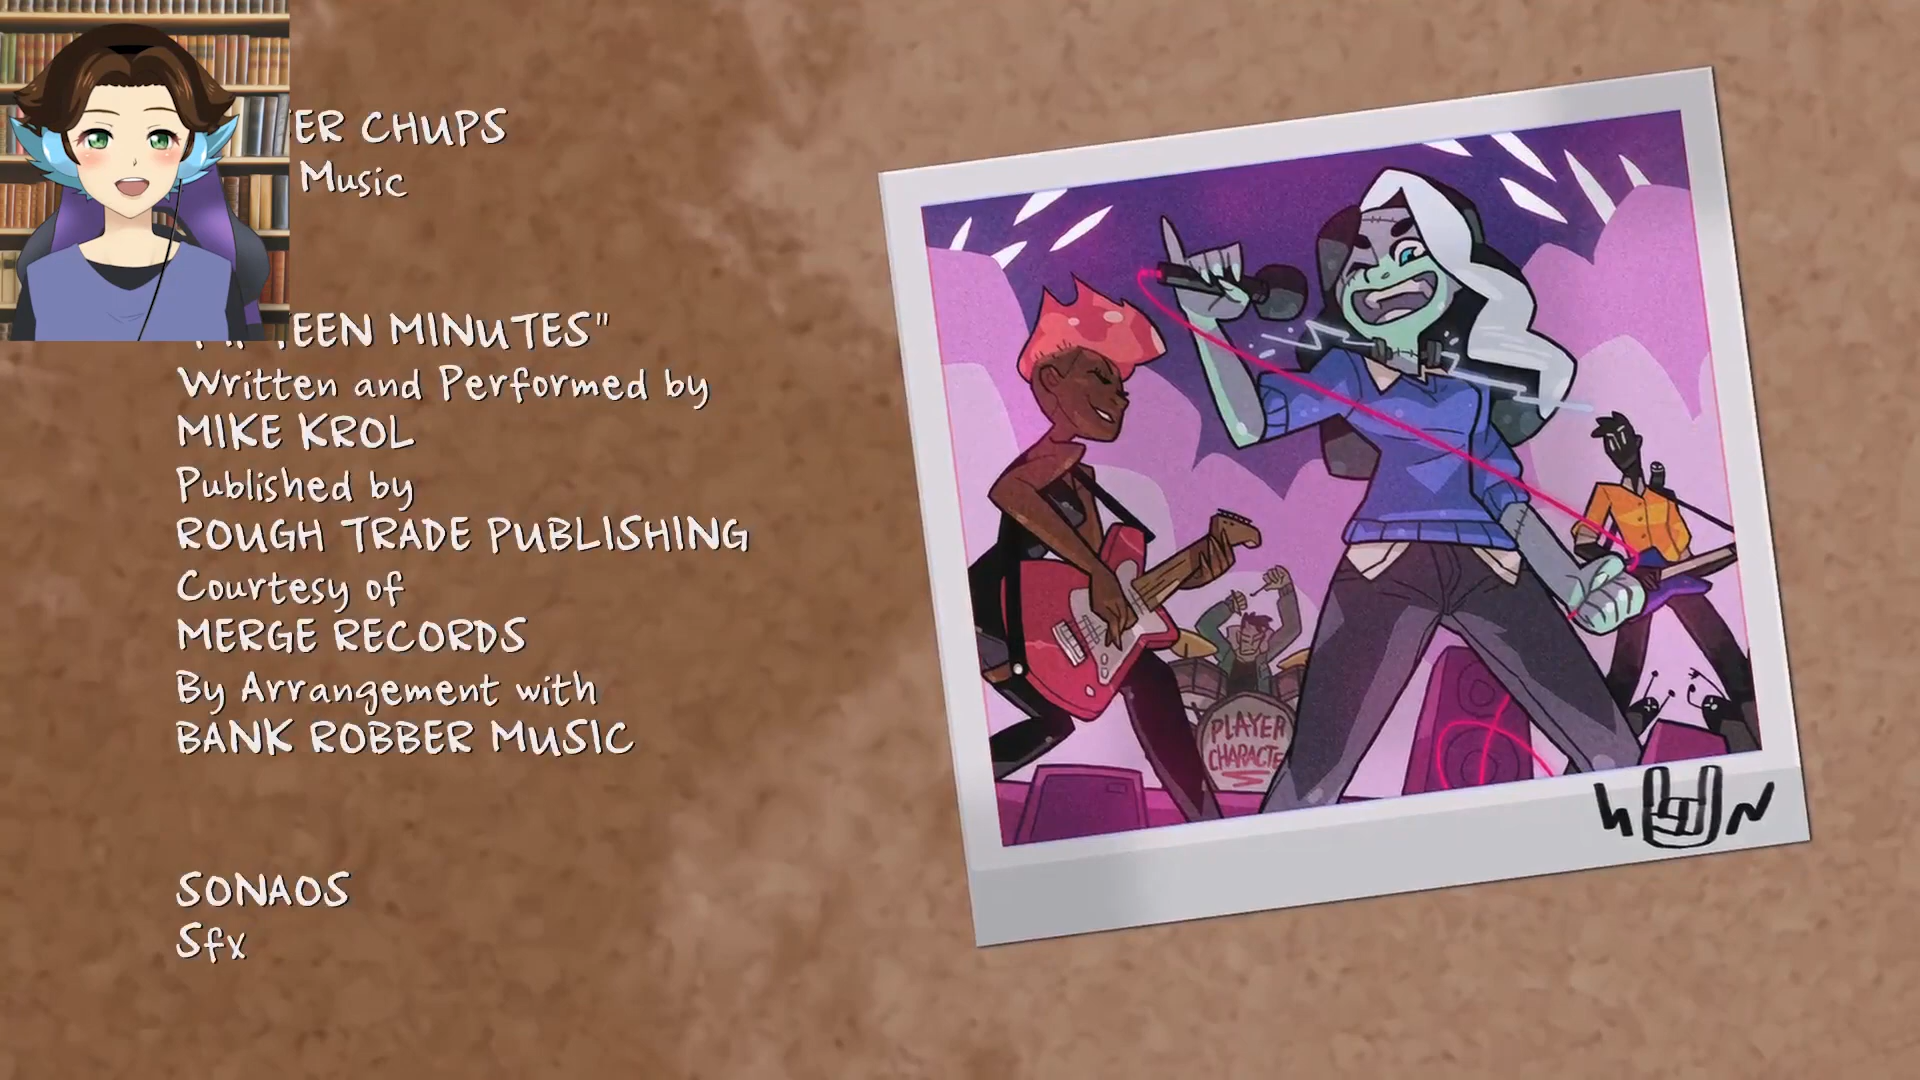 ER CHUPS
Music
EEN MINUTES"
Written and Performed by
MIKE KROL
Published by
ROUGH TRADE PUBLISHING
Courtesy of
MERGE RECORDS
By Arrangement with
BANK ROBBER MUSIC
SONAOS
Sfx
PLAYER
CHARACTE
S